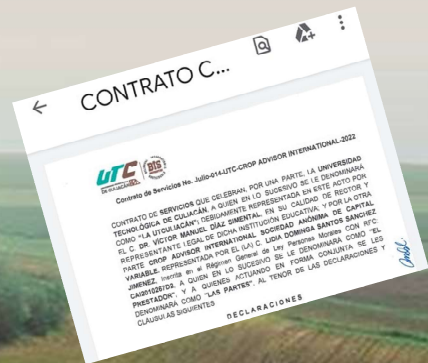 CONTRATO C...
UTC
DE CULIACÁN
BIS
Contrato de Servicios No. Julio-014-UTC-CROP ADVISOR INTERNATIONAL-2022
CONTRATO DE SERVICIOS QUE CELEBRAN, POR UNA PARTE, LA UNIVERSIDAD
TECNOLÓGICA DE CULIACÁN, A QUIEN EN LO SUCESIVO SE LE DENOMINARÁ
COMO "LA UTCULIACÁN", DEBIDAMENTE REPRESENTADA EN ESTE ACTO POR
EL C. DR. VÍCTOR MANUEL DÍAZ SIMENTAL, EN SU CALIDAD DE RECTOR Y
REPRESENTANTE LEGAL DE DICHA INSTITUCIÓN EDUCATIVA; Y POR LA OTRA
PARTE CROP ADVISOR INTERNATIONAL SOCIEDAD ANÓNIMA DE CAPITAL
VARIABLE, REPRESENTADA POR EL (LA) C. LIDIA DOMINGA SANTOS SANCHEZ
JIMENEZ, Inscrita en el Régimen General de Ley Personas Morales CON RFC:
CAI2010267D2, A QUIEN EN LO SUCESIVO SE LE DENOMINARÁ COMO "EL
PRESTADOR", Y A QUIENES ACTUANDO EN FORMA CONJUNTA SE LES
DENOMINARÁ COMO "LAS PARTES", AL TENOR DE LAS DECLARACIONES Y
CLAUSULAS SIGUIENTES
DECLARACIONES